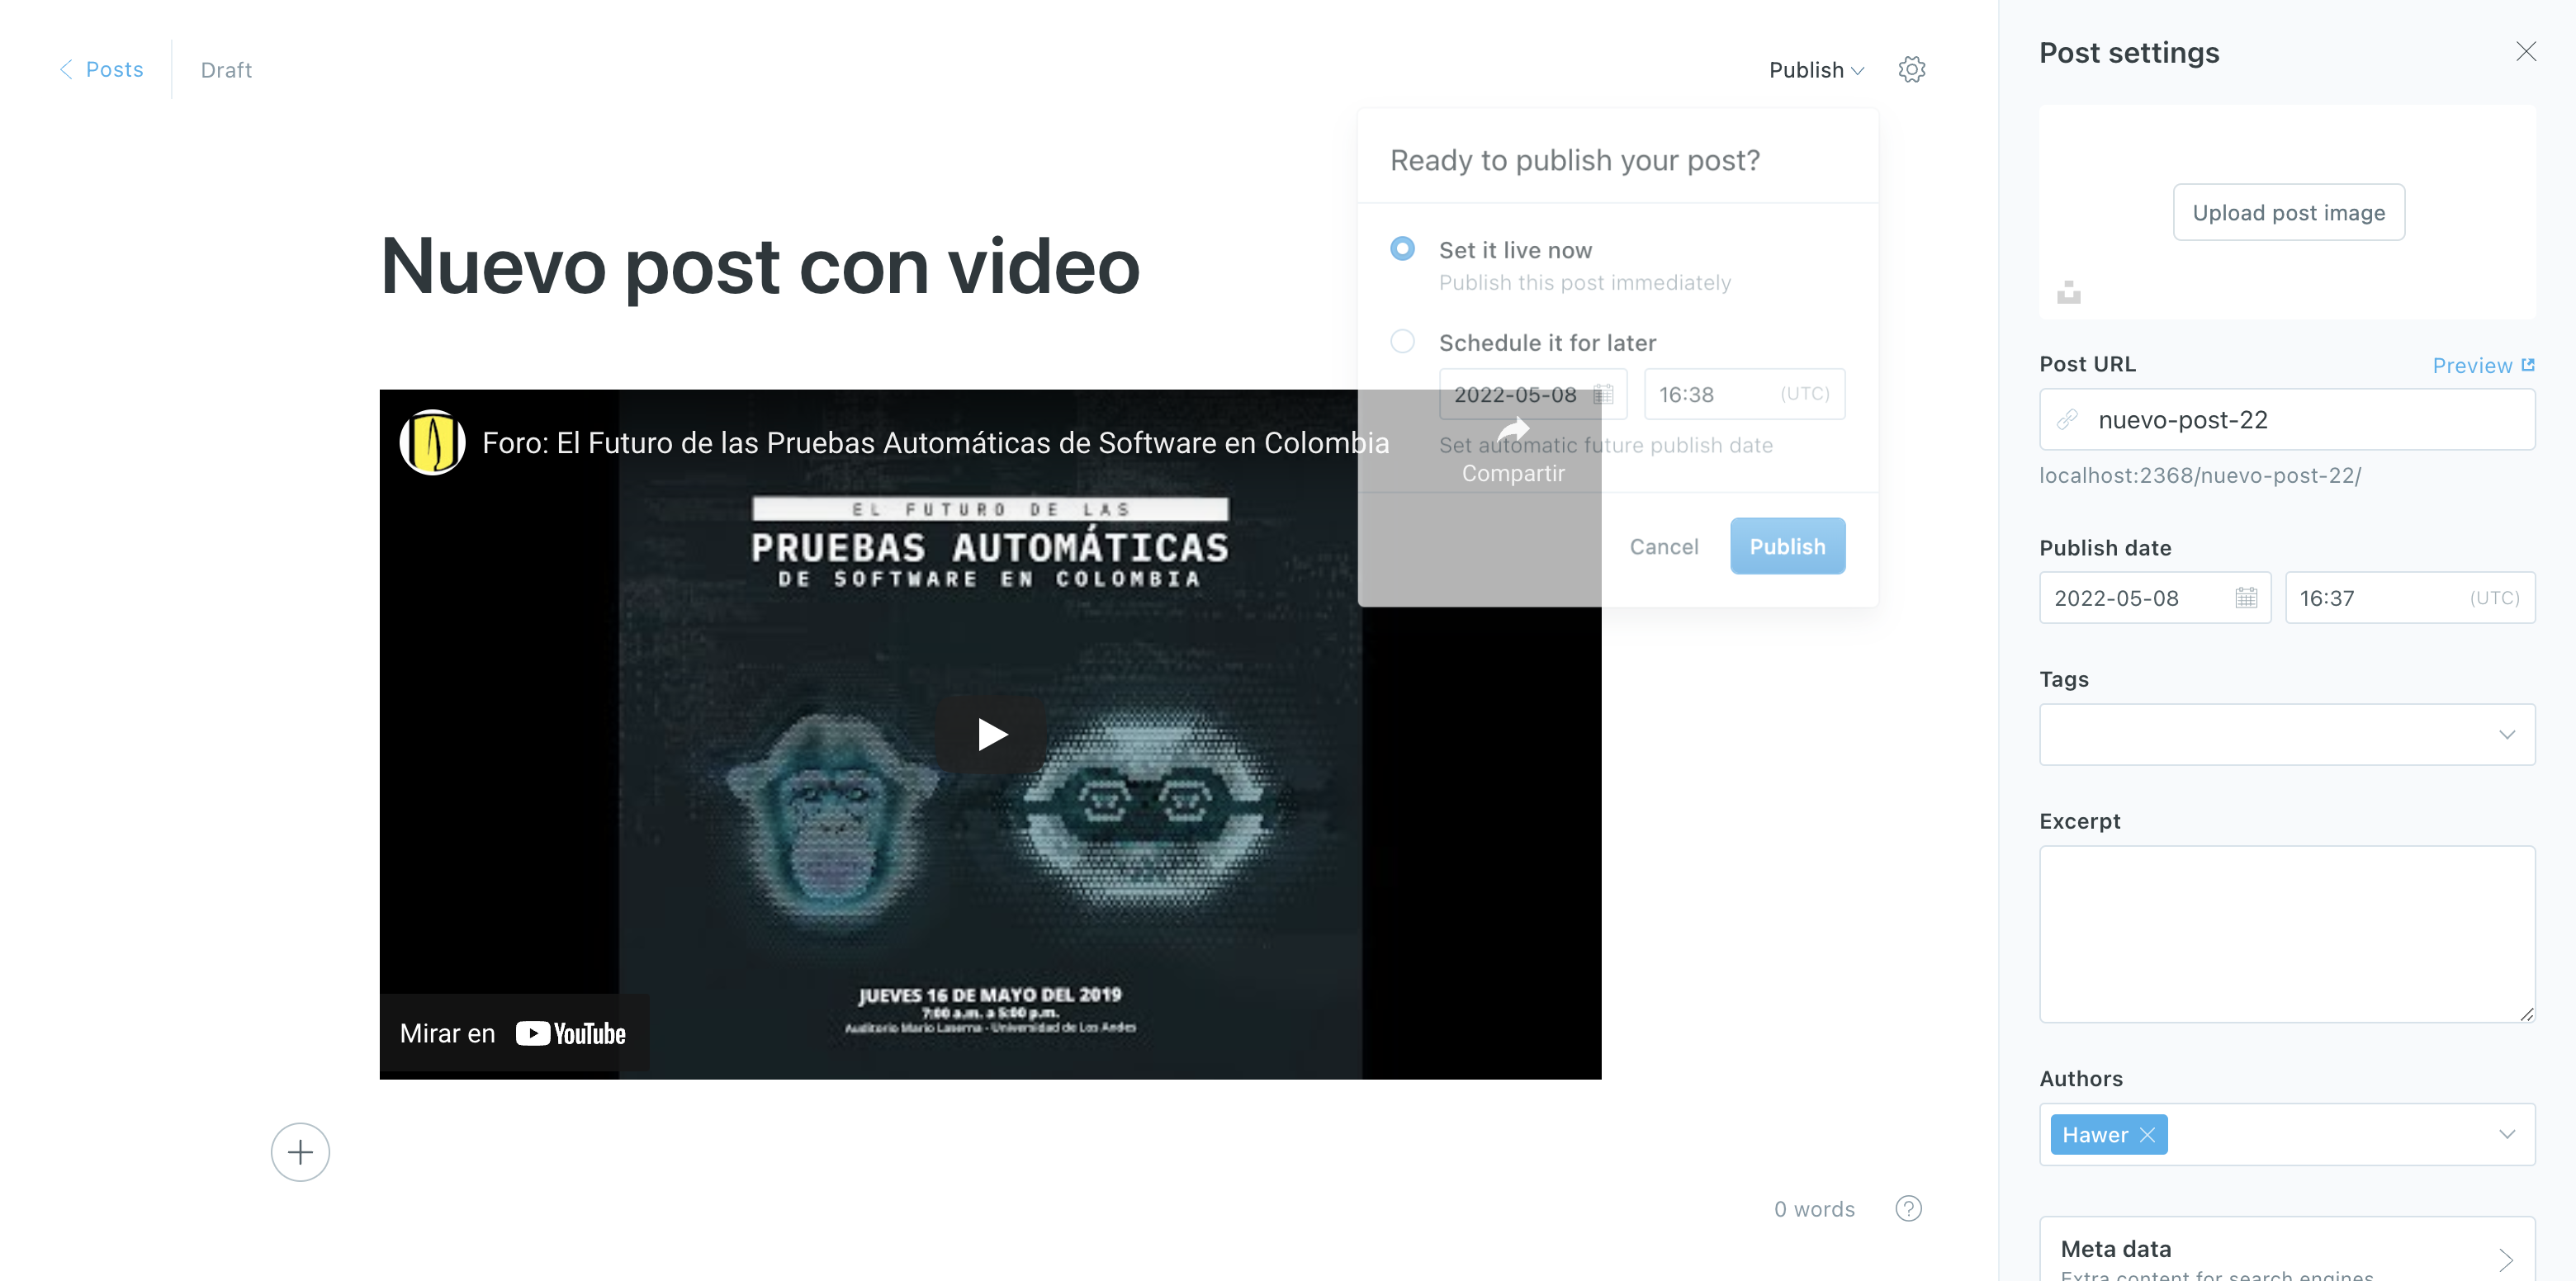 Posts
Draft
Publish
Ready to publish your post?
Set it live now
Publish this post immediately
Schedule it for later
2022-05-08
16:38
(UTC)
Set automatic future publish date
Cancel
Publish
Nuevo post con video
Foro: El Futuro de las Pruebas Automáticas de Software en Colombia
Compartir
EL FUTURO DE LAS
PRUEBAS AUTOMÁTICAS
DE SOFTWARE EN COLOMBIA
JUEVES 16 DE MAYO DEL 2019
7:00 a.m. a 5:00 p.m.
Auditorio Mario Laserna - Universidad de Los Andes
Mirar en YouTube
0 words
?
Post settings
Upload post image
Post URL
Preview
nuevo-post-22
localhost:2368/nuevo-post-22/
Publish date
2022-05-08
16:37
(UTC)
Tags
Excerpt
Authors
Hawer
Meta data
Extra content for search engines